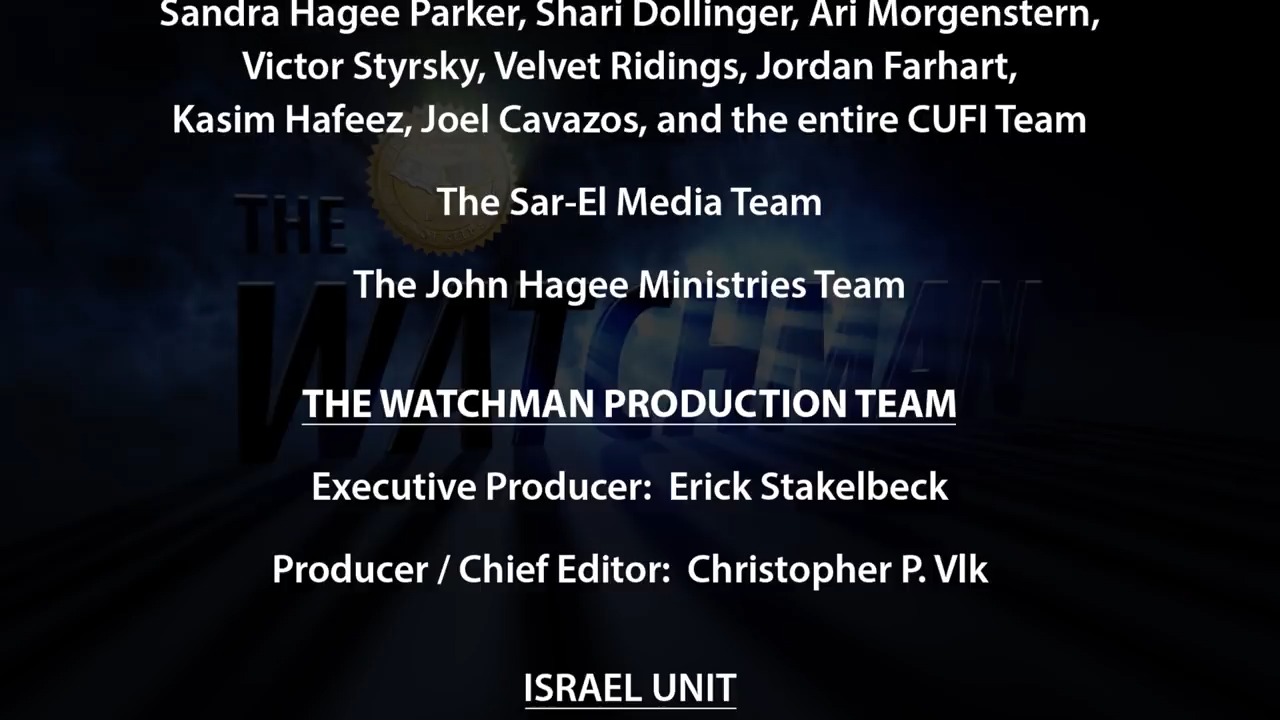 Sandra Hagee Parker, Shari Dollinger, Ari Morgenstern,
Victor Styrsky, Velvet Ridings, Jordan Farhart,
Kasim Hafeez, Joel Cavazos, and the entire CUFI Team
The Sar-El Media Team
The John Hagee Ministries Team
THE
WATCHMAN
THE WATCHMAN PRODUCTION TEAM
Executive Producer:  Erick Stakelbeck
Producer / Chief Editor:  Christopher P. Vlk
ISRAEL UNIT